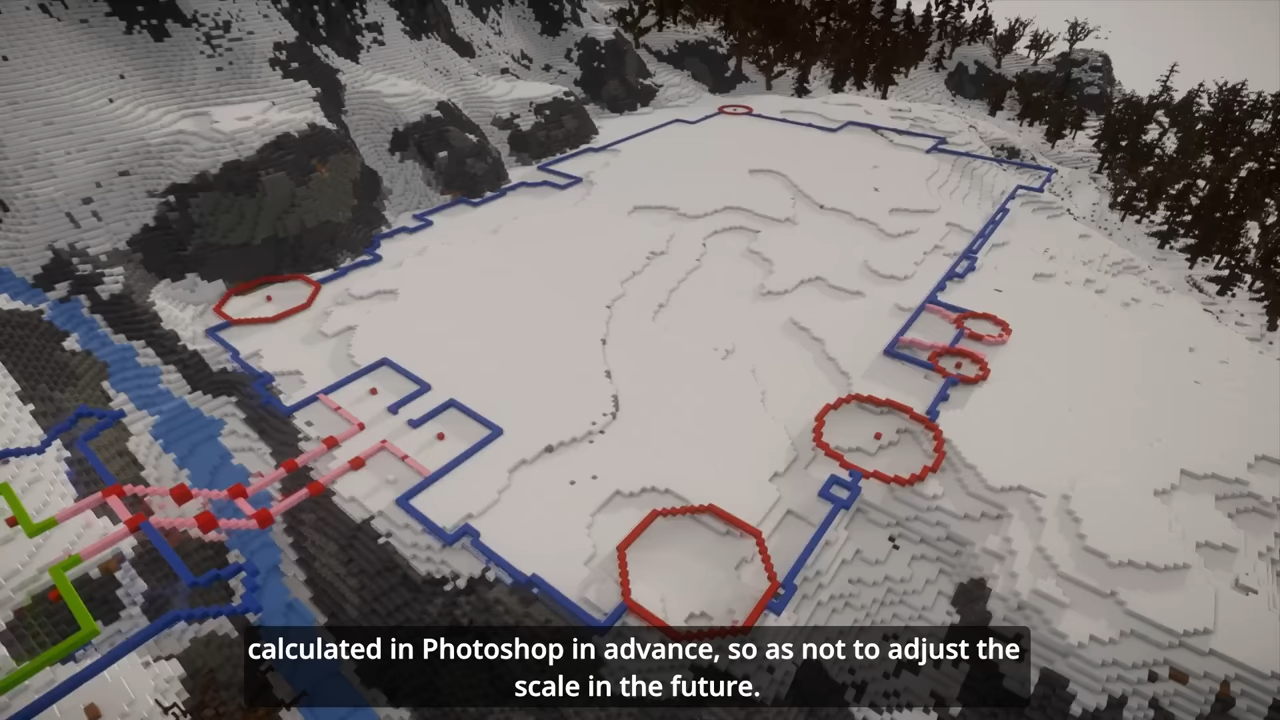 calculated in Photoshop in advance, so as not to adjust the
scale in the future.